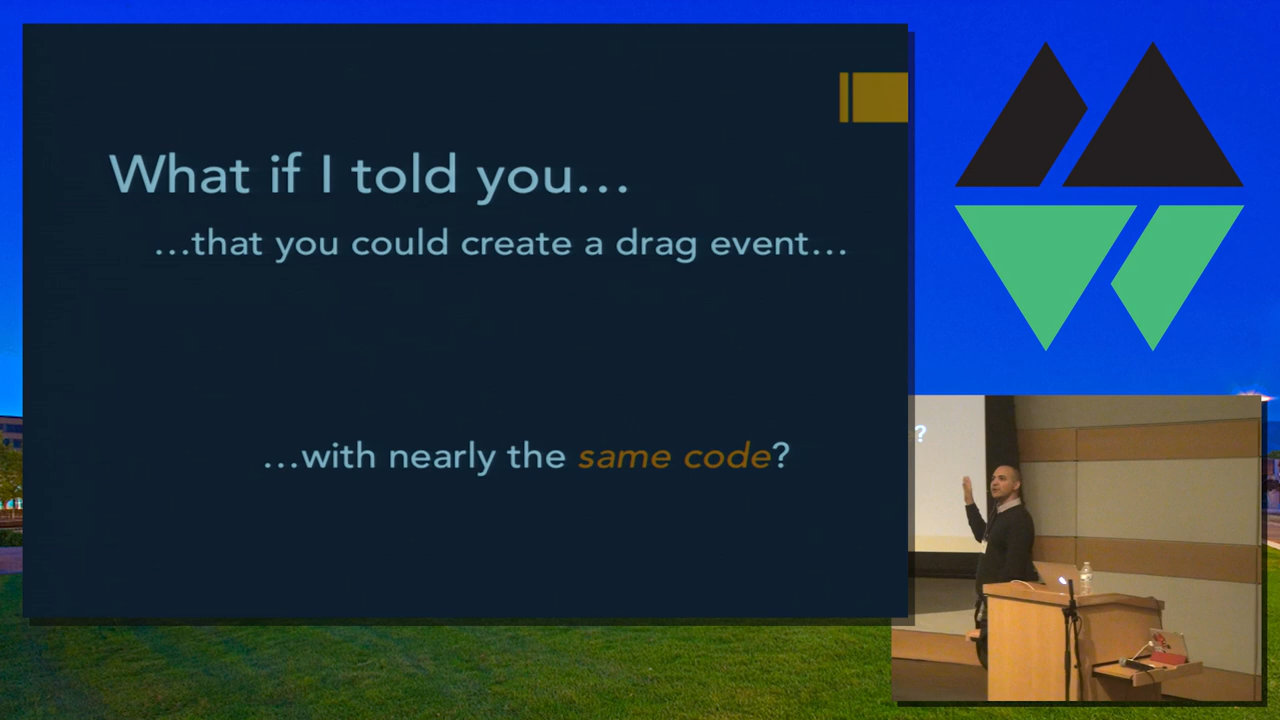 What if I told you…
…that you could create a drag event…
…with nearly the same code?
?